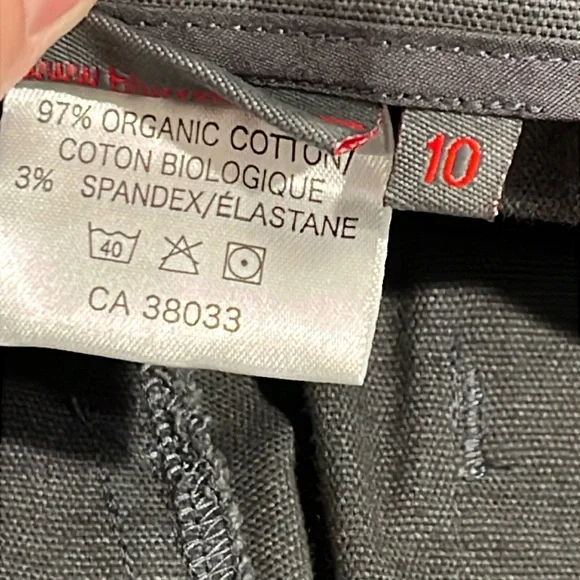 97% ORGANIC COTTON/
COTON BIOLOGIQUE
3% SPANDEX/ÉLASTANE
40
CA 38033
10